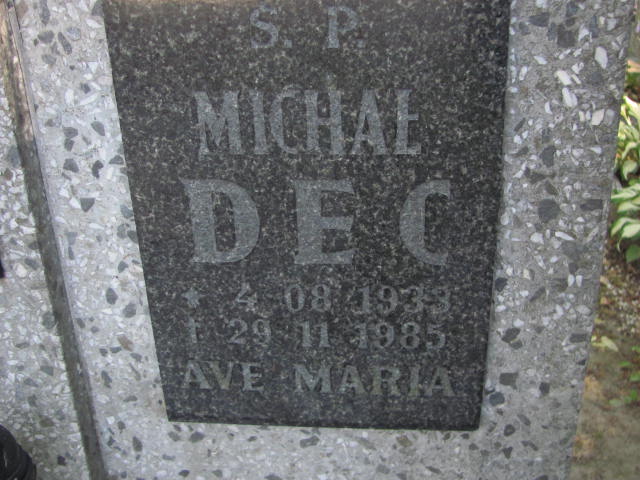 Ś. P.
MICHAŁ
DEC
* 4 08 1933
† 29 11 1985
AVE MARIA